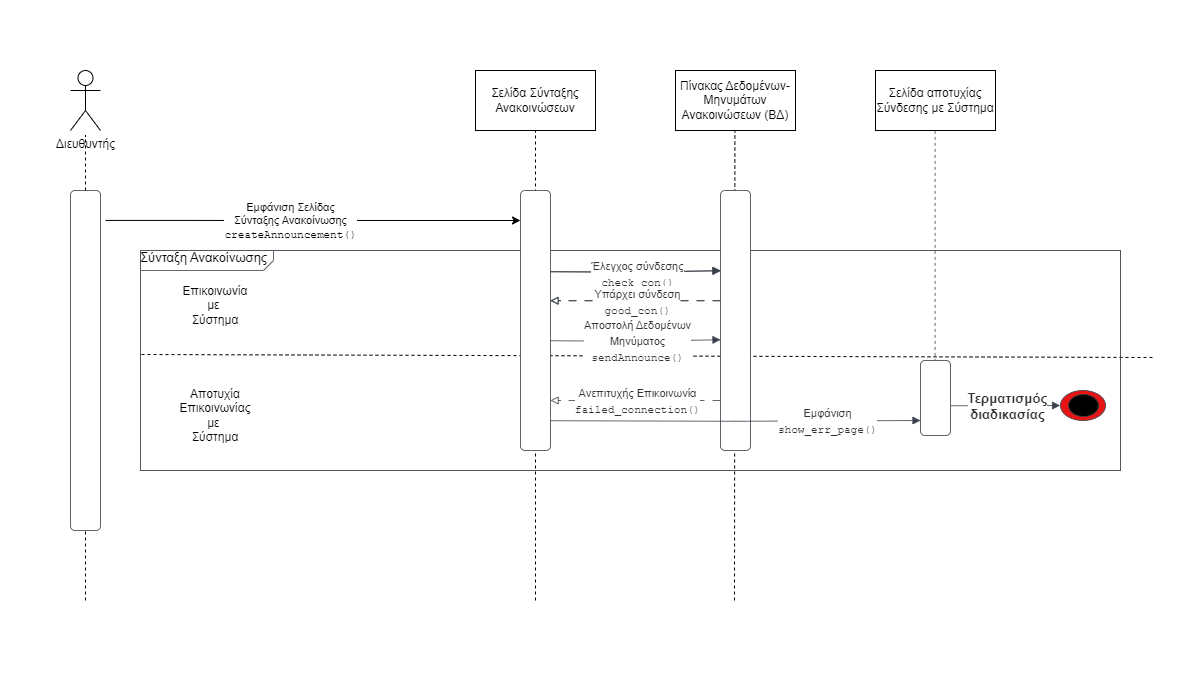 Διευθυντής
Σελίδα Σύνταξης
Ανακοινώσεων
Πίνακας Δεδομένων-
Μηνυμάτων
Ανακοινώσεων (ΒΔ)
Σελίδα αποτυχίας
Σύνδεσης με Σύστημα
Εμφάνιση Σελίδας
Σύνταξης Ανακοίνωσης
createAnnouncement()
Σύνταξη Ανακοίνωσης
Επικοινωνία
με
Σύστημα
Έλεγχος σύνδεσης
check_con()
Υπάρχει σύνδεση
good_con()
Αποστολή Δεδομένων
Μηνύματος
sendAnnounce()
Αποτυχία
Επικοινωνίας
με
Σύστημα
Ανεπιτυχής Επικοινωνία
failed_connection()
Εμφάνιση
show_err_page()
Τερματισμός
διαδικασίας